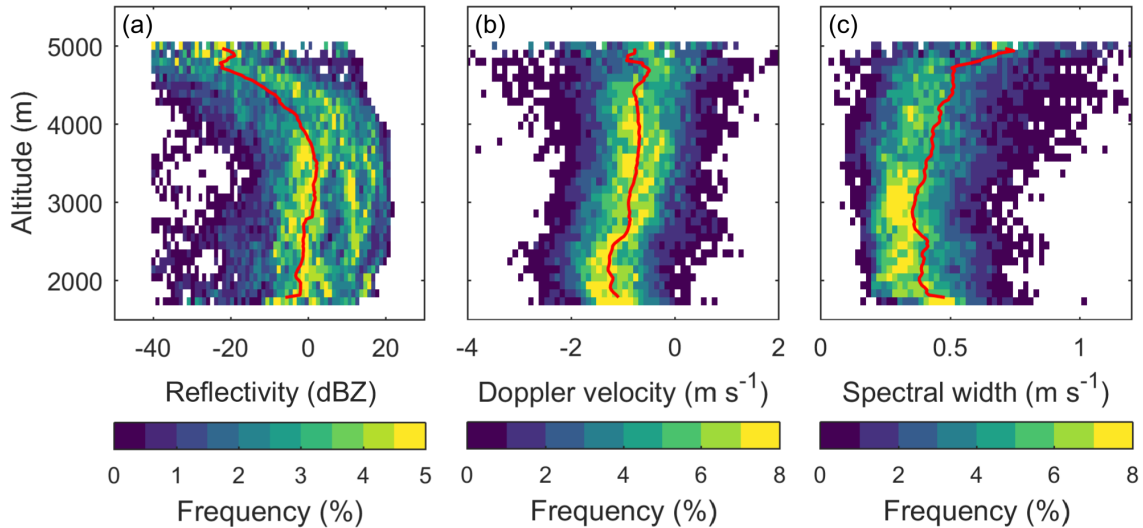 (a) (b) (c)
5000
4000
3000
2000
Altitude (m)
-40 -20 0 20
-4 -2 0 2
0 0.5 1
Reflectivity (dBZ)
Doppler velocity (m s⁻¹)
Spectral width (m s⁻¹)
0 1 2 3 4 5
0 2 4 6 8
0 2 4 6 8
Frequency (%)
Frequency (%)
Frequency (%)